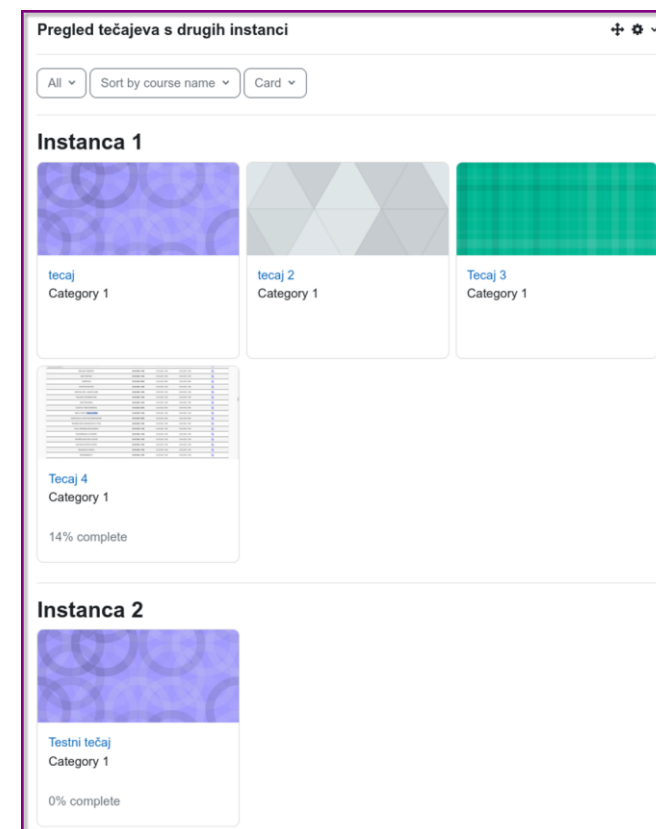 Pregled tečajeva s drugih instanci
All Sort by course name Card
Instanca 1
tecaj tecaj 2 Tecaj 3
Category 1 Category 1 Category 1
Tecaj 4
Category 1
14% complete
Instanca 2
Testni tečaj
Category 1
0% complete